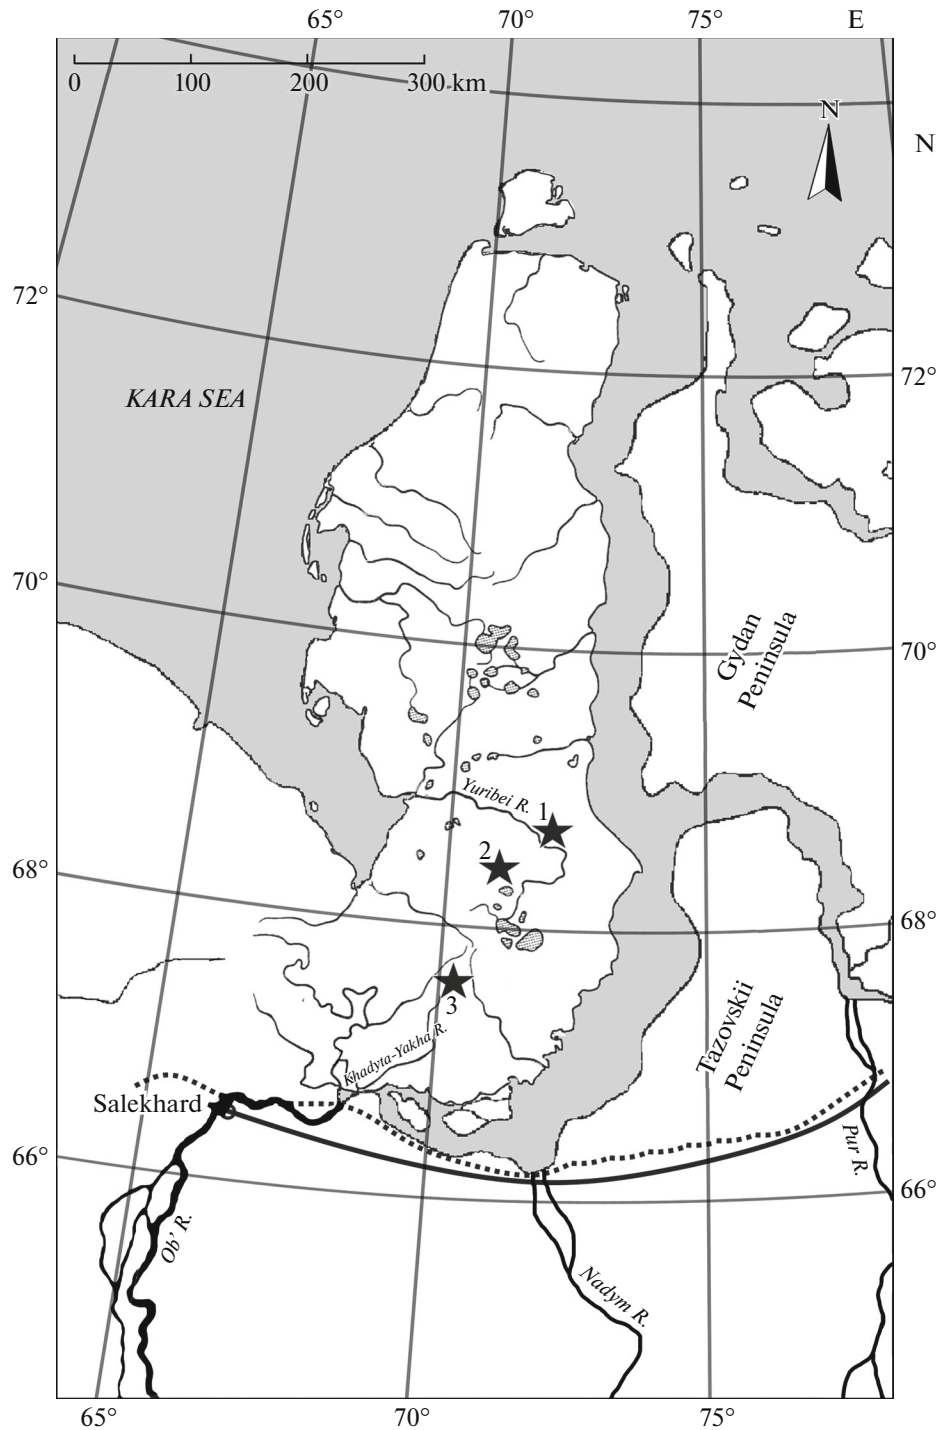 65° 70° 75° E
0 100 200 300 km
N
N
72°
72°
KARA SEA
70°
70°
Gydan
Peninsula
Yuribei R.
1
2
68°
68°
3
Khadyta-Yakha R.
Tazovskii
Peninsula
Salekhard
66°
66°
Pur R.
Ob' R.
Nadym R.
65° 70° 75°